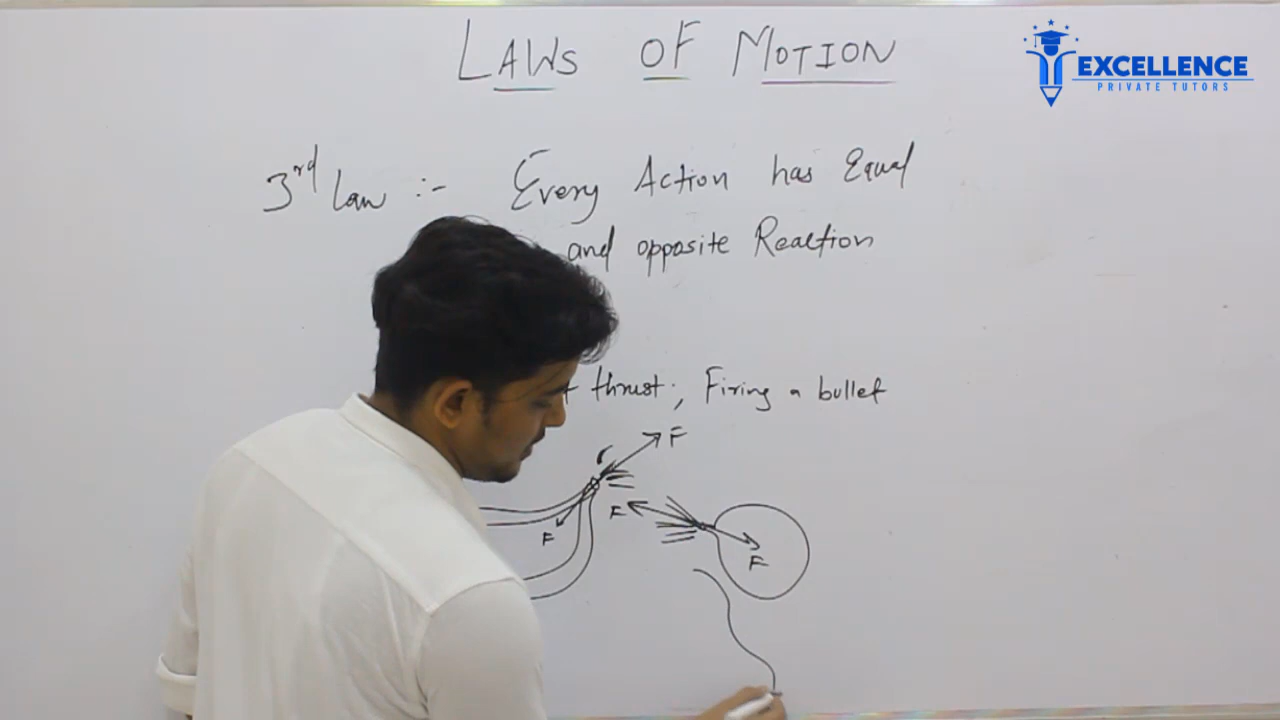 LAWS OF MOTION
EXCELLENCE
PRIVATE TUTORS
3rd Law :- Every Action has Equal
and opposite Reaction
thrust ; Firing a bullet
F
F
F
F